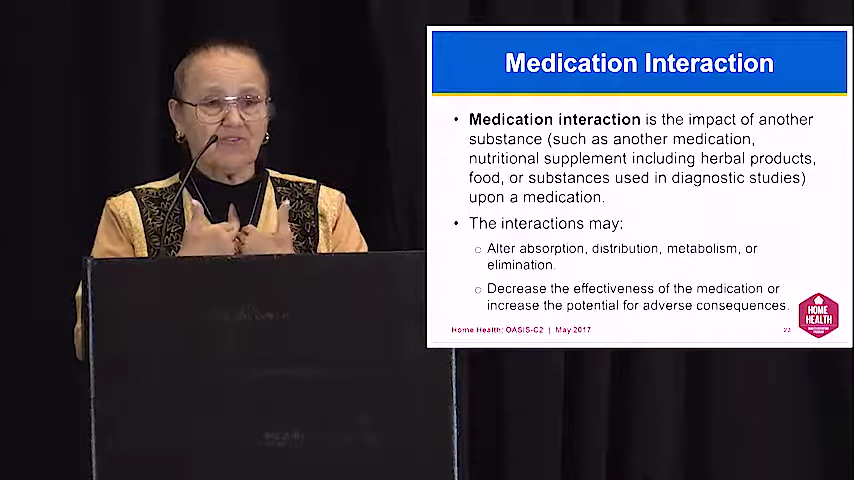 Medication Interaction
• Medication interaction is the impact of another
substance (such as another medication,
nutritional supplement including herbal products,
food, or substances used in diagnostic studies)
upon a medication.
• The interactions may:
○ Alter absorption, distribution, metabolism, or
elimination.
○ Decrease the effectiveness of the medication or
increase the potential for adverse consequences.
HOME
HEALTH
Home Health: OASIS-C2 | May 2017